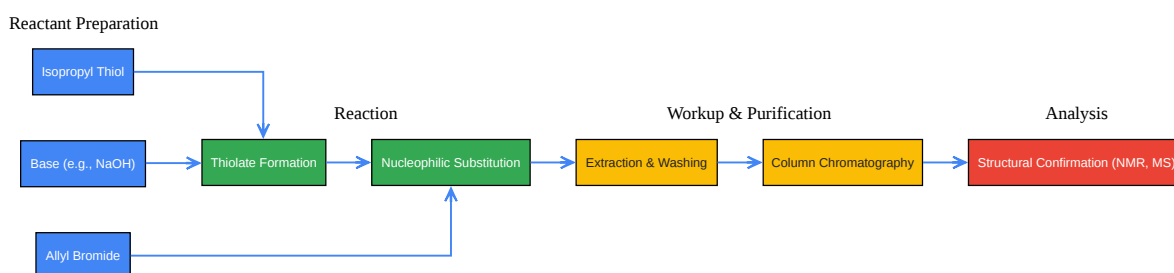 Reactant Preparation
Isopropyl Thiol
Reaction
Workup & Purification
Analysis
Base (e.g., NaOH)
Thiolate Formation
Nucleophilic Substitution
Extraction & Washing
Column Chromatography
Structural Confirmation (NMR, MS)
Allyl Bromide